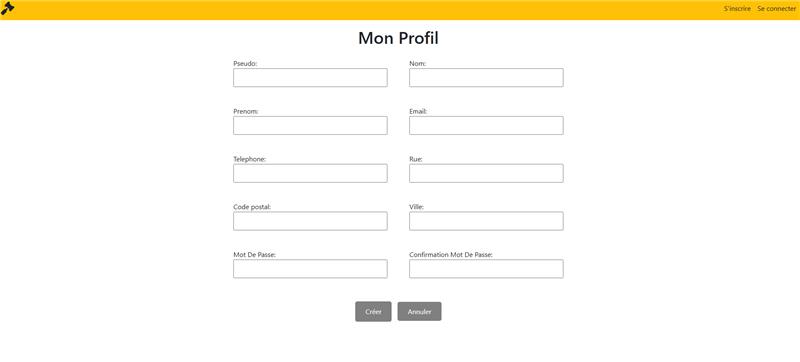 S'inscrire Se connecter
Mon Profil
Pseudo: Nom:
Prenom: Email:
Telephone: Rue:
Code postal: Ville:
Mot De Passe: Confirmation Mot De Passe:
Créer Annuler